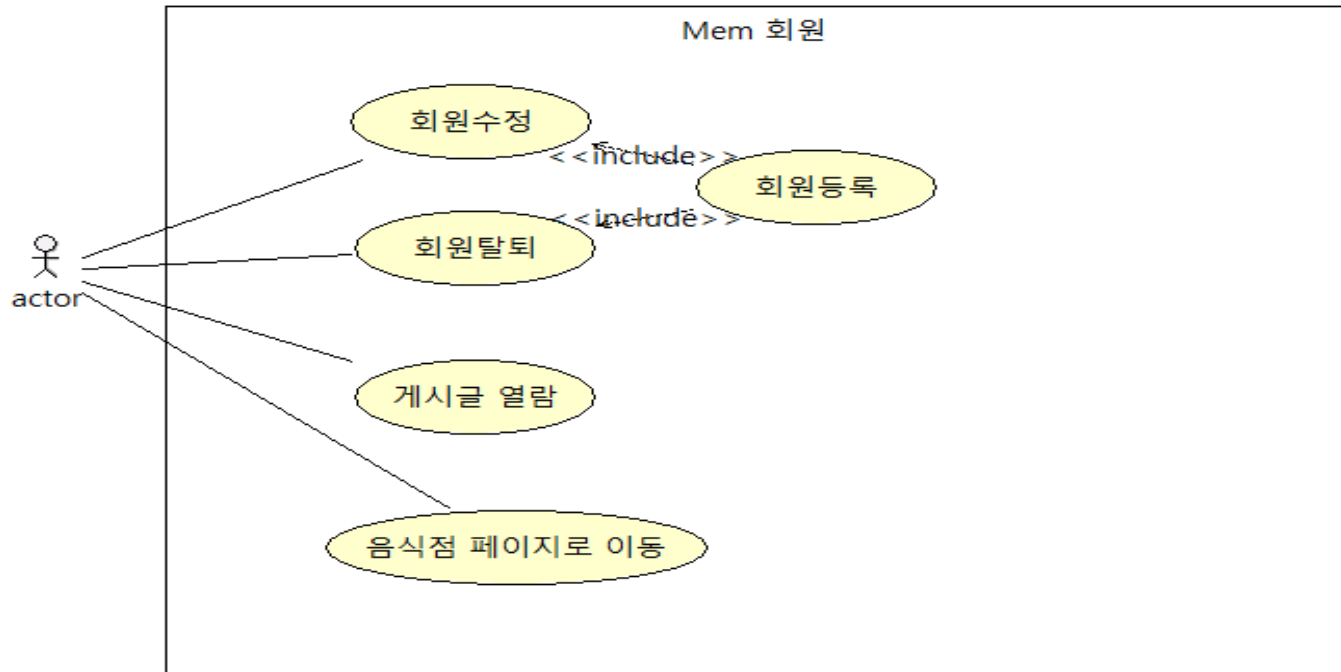 Mem 회원
회원수정
<<include>>
회원등록
<<include>>
회원탈퇴
actor
게시글 열람
음식점 페이지로 이동